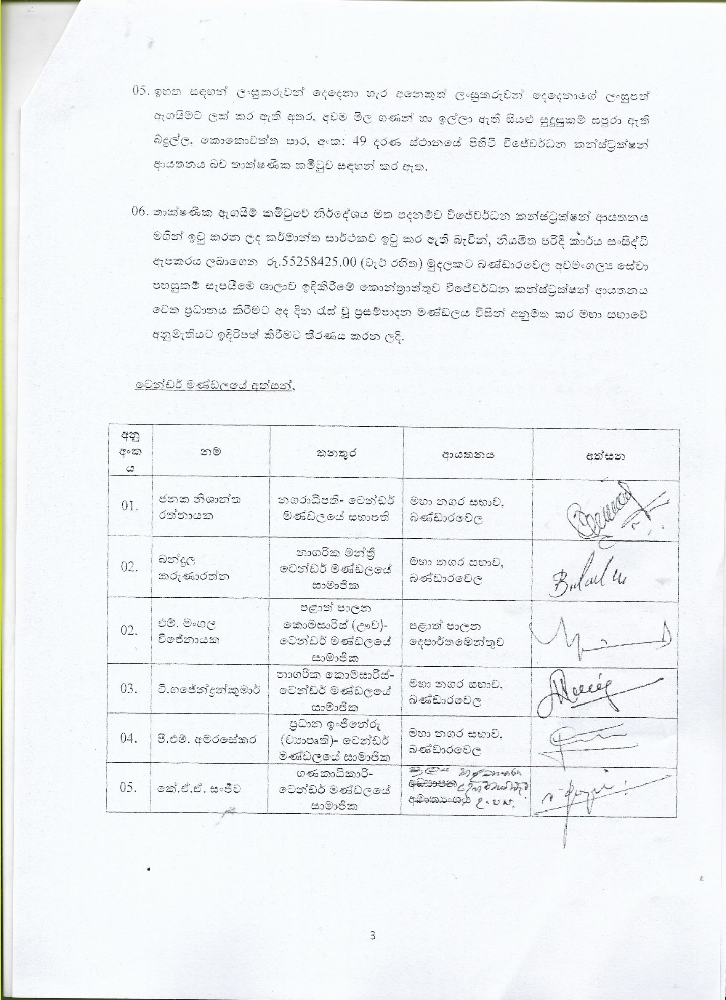 05. ඉහත සඳහන් ලංසුකරුවන් දෙදෙනා හැර අනෙකුත් ලංසුකරුවන් දෙදෙනාගේ ලංසුපත්
ඇගයීමට ලක් කර ඇති අතර, අවම මිල ගණන් හා ඉල්ලා ඇති සියළු සුදුසුකම් සපුරා ඇති
බදුල්ල, කොකොවත්ත පාර, අංක: 49 දරණ ස්ථානයේ පිහිටි විජේවර්ධන කන්ස්ට්‍රක්ෂන්
ආයතනය බව තාක්ෂණික කමිටුව සඳහන් කර ඇත.
06. තාක්ෂණික ඇගයීම් කමිටුවේ නිර්දේශය මත පදනම්ව විජේවර්ධන කන්ස්ට්‍රක්ෂන් ආයතනය
මගින් ඉටු කරන ලද කර්මාන්ත සාර්ථකව ඉටු කර ඇති බැවින්, නියමිත පරිදි කාර්ය සංසිද්ධි
ඇපකරය ලබාගෙන රු.55258425.00 (වැට් රහිත) මුදලකට බණ්ඩාරවෙල අවමංගල්‍ය සේවා
පහසුකම් සැපයීමේ ශාලාව ඉදිකිරීමේ කොන්ත්‍රාත්තුව විජේවර්ධන කන්ස්ට්‍රක්ෂන් ආයතනය
වෙත ප්‍රධානය කිරීමට අද දින රැස් වූ ප්‍රසම්පාදන මණ්ඩලය විසින් අනුමත කර මහා සභාවේ
අනුමැතියට ඉදිරිපත් කිරීමට තීරණය කරන ලදි.
ටෙන්ඩර් මණ්ඩලයේ අත්සන්.
අනු
අංක
ය
නම
තනතුර
ආයතනය
අත්සන
01.
ජනක නිශාන්ත
රත්නායක
නගරාධිපති- ටෙන්ඩර්
මණ්ඩලයේ සභාපති
මහා නගර සභාව,
බණ්ඩාරවෙල
02.
බන්දුල
කරුණාරත්න
නාගරික මන්ත්‍රී
ටෙන්ඩර් මණ්ඩලයේ
සාමාජික
මහා නගර සභාව,
බණ්ඩාරවෙල
02.
එම්. මංගල
විජේනායක
පළාත් පාලන
කොමසාරිස් (ඌව)-
ටෙන්ඩර් මණ්ඩලයේ
සාමාජික
පළාත් පාලන
දෙපාර්තමෙන්තුව
03.
ටී.ගජේන්ද්‍රන්කුමාර්
නාගරික කොමසාරිස්-
ටෙන්ඩර් මණ්ඩලයේ
සාමාජික
මහා නගර සභාව,
බණ්ඩාරවෙල
04.
පී.එම්. අමරසේකර
ප්‍රධාන ඉංජිනේරු
(ව්‍යාපෘති)- ටෙන්ඩර්
මණ්ඩලයේ සාමාජික
මහා නගර සභාව,
බණ්ඩාරවෙල
05.
කේ.ඒ.ඒ. සංජීව
ගණකාධිකාරි-
ටෙන්ඩර් මණ්ඩලයේ
සාමාජික
අධ්‍යාපන
අමාත්‍යංශය
3